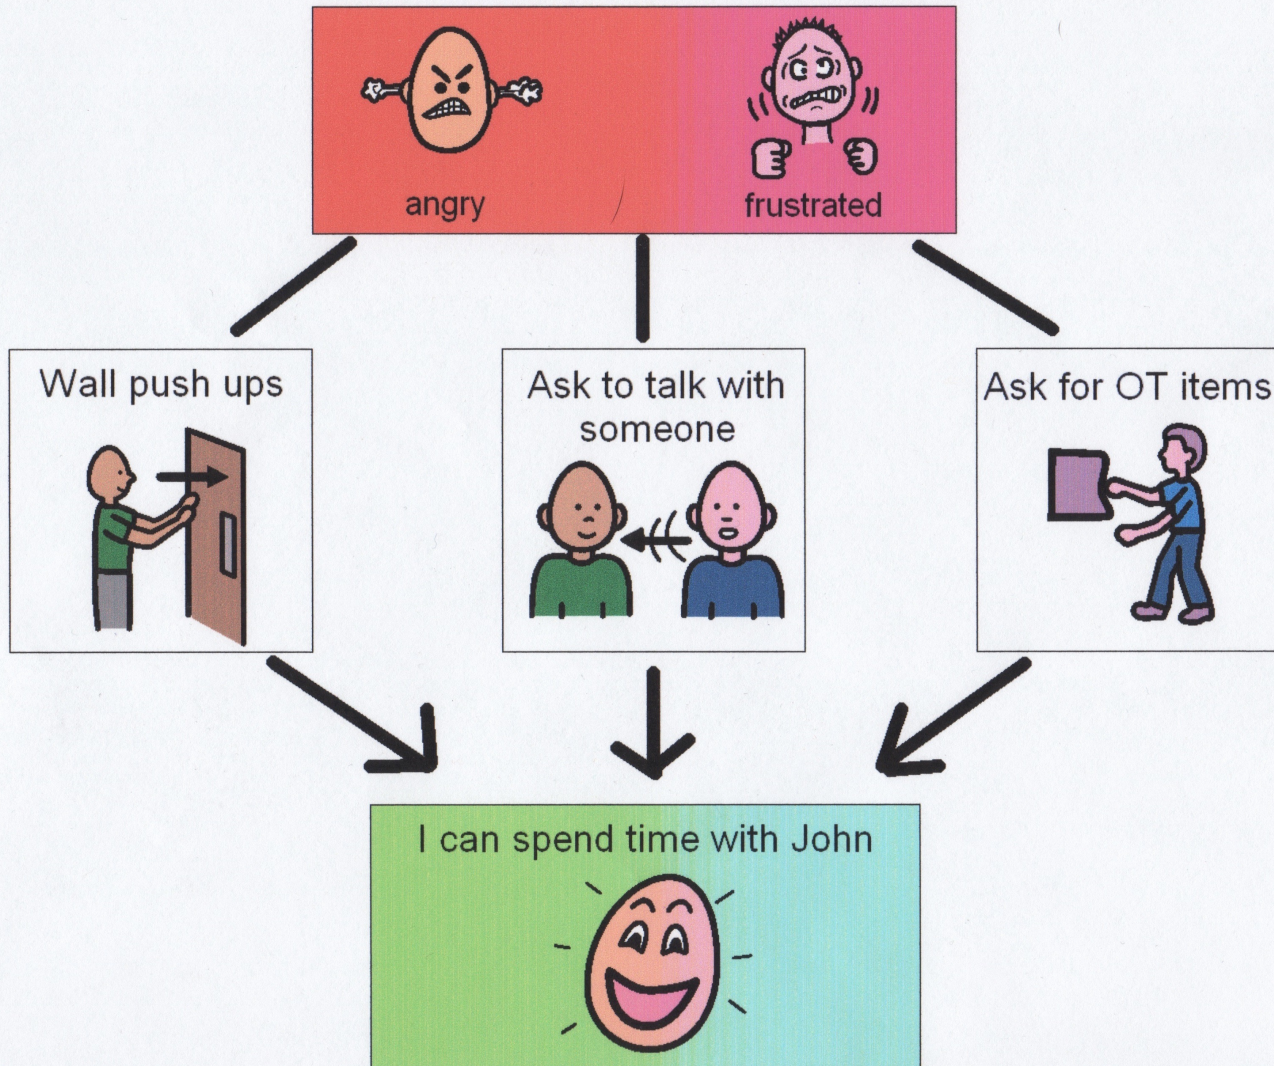 angry
frustrated
Wall push ups
Ask to talk with
someone
Ask for OT items
I can spend time with John